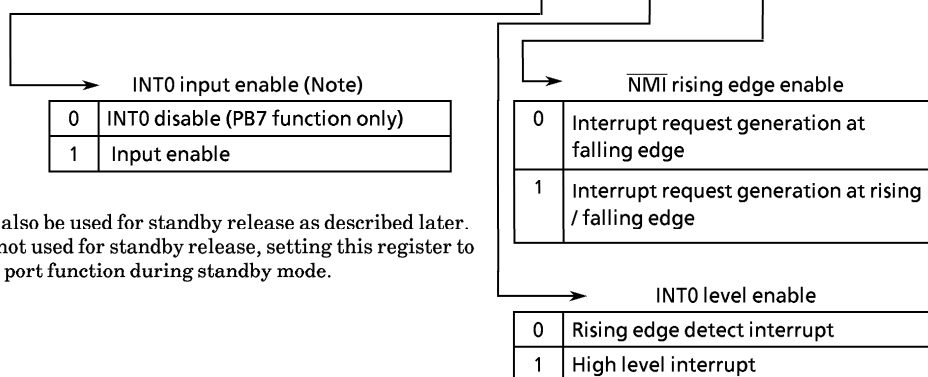 INT0 input enable (Note)
0 INT0 disable (PB7 function only)
1 Input enable
also be used for standby release as described later.
not used for standby release, setting this register to
port function during standby mode.
N̅M̅I̅ rising edge enable
0 Interrupt request generation at
falling edge
1 Interrupt request generation at rising
/ falling edge
INT0 level enable
0 Rising edge detect interrupt
1 High level interrupt